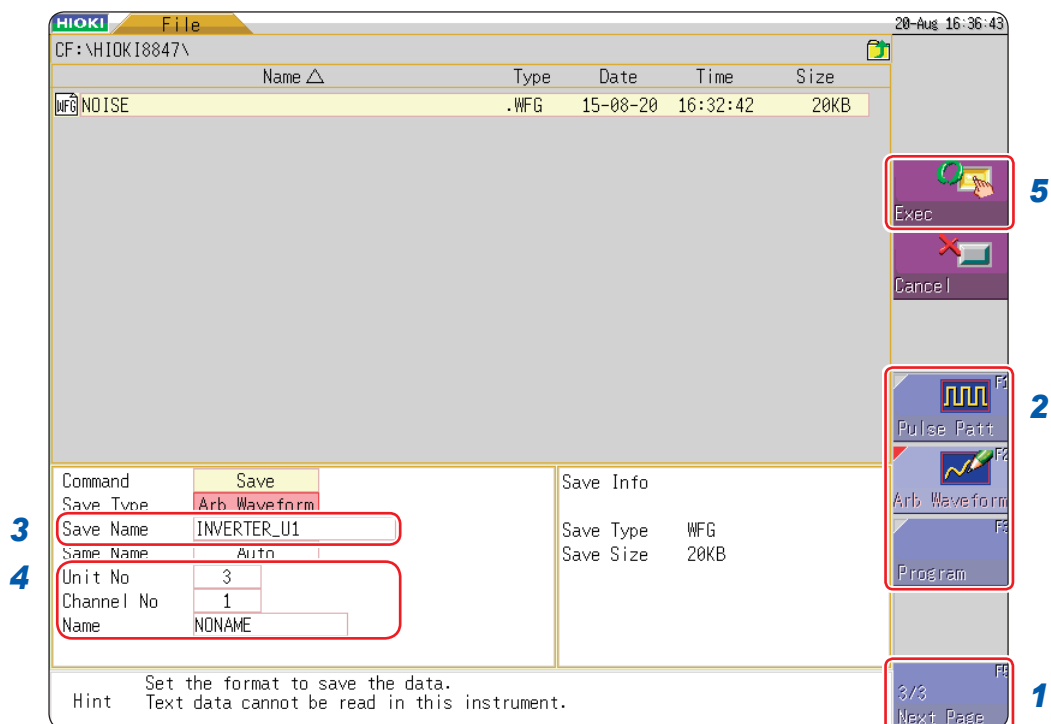 HIOKI File 20-Aug 16:36:43
CF:\HIOKI8847\
Name △ Type Date Time Size
WFG NOISE .WFG 15-08-20 16:32:42 20KB
Exec
5
Cancel
F1
Pulse Patt
2
F2
Arb Waveform
F3
Program
Command Save
Save Type Arb Waveform
3 Save Name INVERTER_U1
Same Name Auto
4 Unit No 3
Channel No 1
Name NONAME
Save Info
Save Type WFG
Save Size 20KB
Hint Set the format to save the data.
Text data cannot be read in this instrument.
3/3
Next Page
1